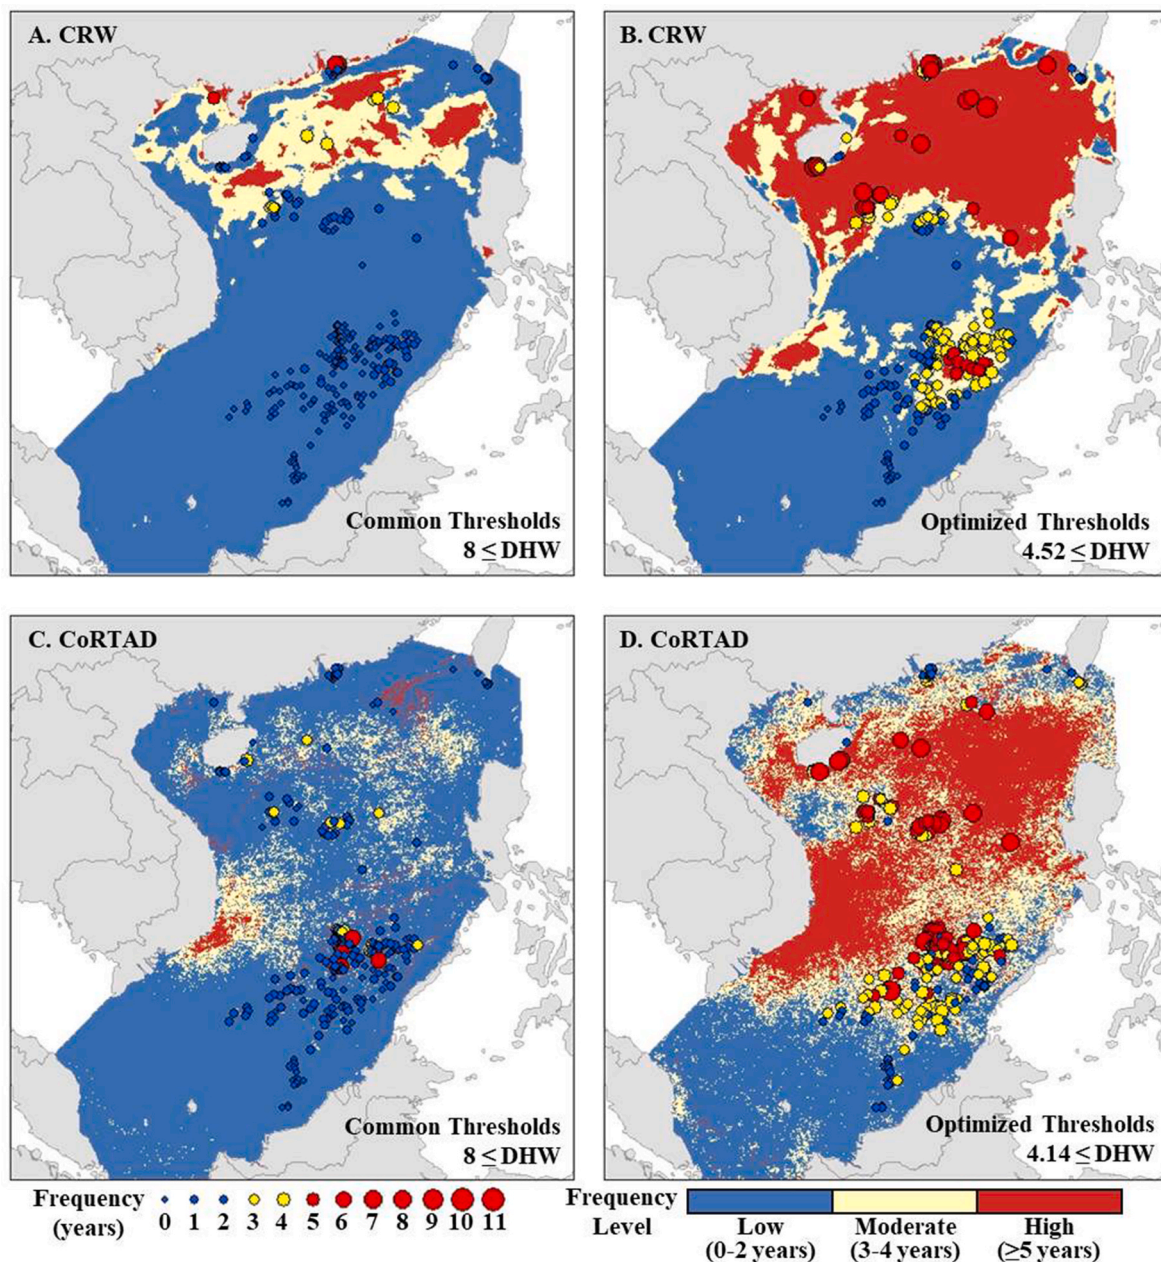 A. CRW
Common Thresholds
8 ≤ DHW
B. CRW
Optimized Thresholds
4.52 ≤ DHW
C. CoRTAD
Common Thresholds
8 ≤ DHW
D. CoRTAD
Optimized Thresholds
4.14 ≤ DHW
Frequency
(years)
0 1 2 3 4 5 6 7 8 9 10 11
Frequency
Level
Low Moderate High
(0-2 years) (3-4 years) (≥5 years)